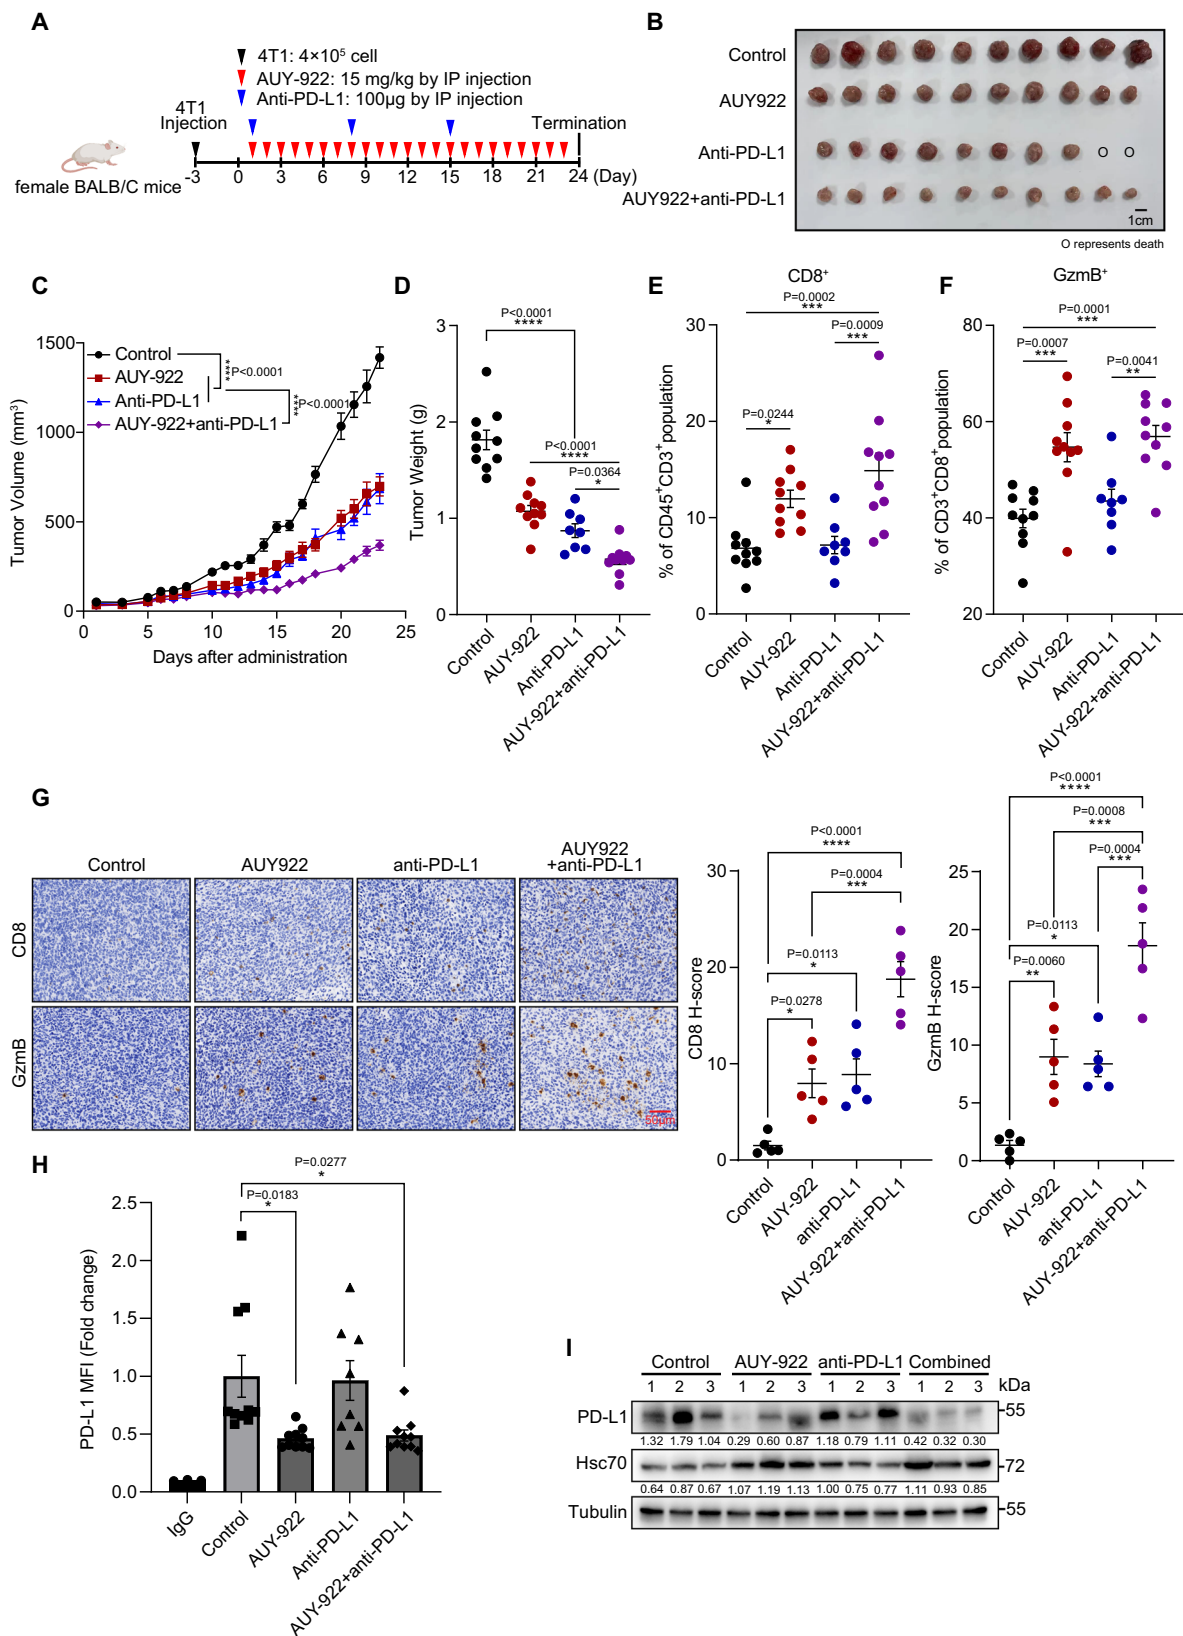 A
4T1: 4×10⁵ cell
AUY-922: 15 mg/kg by IP injection
Anti-PD-L1: 100µg by IP injection
4T1
Injection
Termination
female BALB/C mice
-3 0 3 6 9 12 15 18 21 24 (Day)
B
Control
AUY922
Anti-PD-L1
O O
AUY922+anti-PD-L1
1cm
O represents death
C
Control
AUY-922
Anti-PD-L1
AUY-922+anti-PD-L1
**** P<0.0001
**** P<0.0001
Tumor Volume (mm³)
1500
1000
500
0
0 5 10 15 20 25
Days after administration
D
P<0.0001
****
P<0.0001
****
P=0.0364
*
Tumor Weight (g)
3
2
1
0
Control
AUY-922
Anti-PD-L1
AUY-922+anti-PD-L1
E
CD8⁺
P=0.0002
***
P=0.0009
***
P=0.0244
*
% of CD45⁺CD3⁺population
30
20
10
0
Control
AUY-922
Anti-PD-L1
AUY-922+anti-PD-L1
F
GzmB⁺
P=0.0001
***
P=0.0007
***
P=0.0041
**
% of CD3⁺CD8⁺population
80
60
40
20
Control
AUY-922
Anti-PD-L1
AUY-922+anti-PD-L1
G
Control
AUY922
anti-PD-L1
AUY922
+anti-PD-L1
CD8
GzmB
50µm
P<0.0001
****
P=0.0004
***
P=0.0113
*
P=0.0278
*
CD8 H-score
30
20
10
0
Control
AUY-922
anti-PD-L1
AUY-922+anti-PD-L1
P<0.0001
****
P=0.0008
***
P=0.0004
***
P=0.0113
*
P=0.0060
**
GzmB H-score
25
20
15
10
5
0
Control
AUY-922
anti-PD-L1
AUY-922+anti-PD-L1
H
P=0.0277
*
P=0.0183
*
PD-L1 MFI (Fold change)
2.5
2.0
1.5
1.0
0.5
0.0
IgG
Control
AUY-922
Anti-PD-L1
AUY-922+anti-PD-L1
I
Control AUY-922 anti-PD-L1 Combined
1 2 3 1 2 3 1 2 3 1 2 3 kDa
PD-L1 -55
1.32 1.79 1.04 0.29 0.60 0.87 1.18 0.79 1.11 0.42 0.32 0.30
Hsc70 -72
0.64 0.87 0.67 1.07 1.19 1.13 1.00 0.75 0.77 1.11 0.93 0.85
Tubulin -55